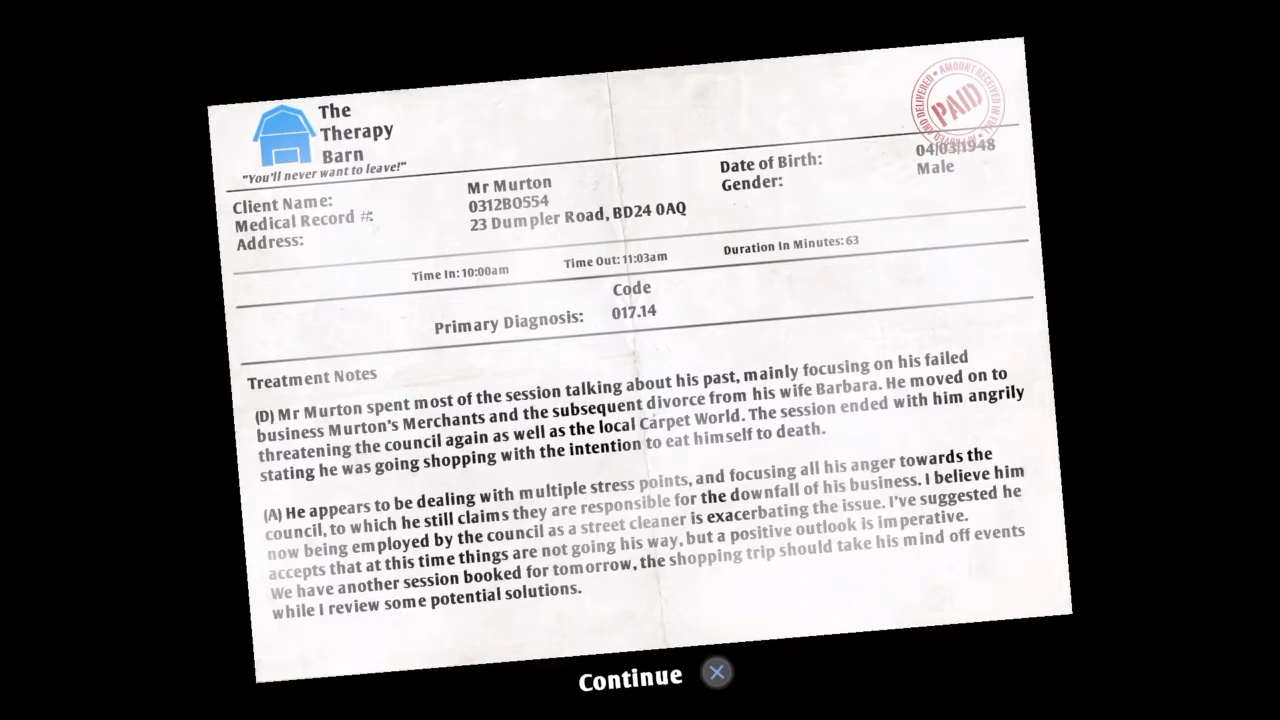 The
Therapy
Barn
"You'll never want to leave!"
AND DELIVERED • AMOUNT RECEIVED IN FULL
PAID
Client Name: Mr Murton Date of Birth: 04/03/1948
Medical Record #: 0312B0554 Gender: Male
Address: 23 Dumpler Road, BD24 0AQ
Time In: 10:00am Time Out: 11:03am Duration In Minutes: 63
Code
Primary Diagnosis: 017.14
Treatment Notes
(D) Mr Murton spent most of the session talking about his past, mainly focusing on his failed
business Murton's Merchants and the subsequent divorce from his wife Barbara. He moved on to
threatening the council again as well as the local Carpet World. The session ended with him angrily
stating he was going shopping with the intention to eat himself to death.
(A) He appears to be dealing with multiple stress points, and focusing all his anger towards the
council, to which he still claims they are responsible for the downfall of his business. I believe him
now being employed by the council as a street cleaner is exacerbating the issue. I've suggested he
accepts that at this time things are not going his way, but a positive outlook is imperative.
We have another session booked for tomorrow, the shopping trip should take his mind off events
while I review some potential solutions.
Continue